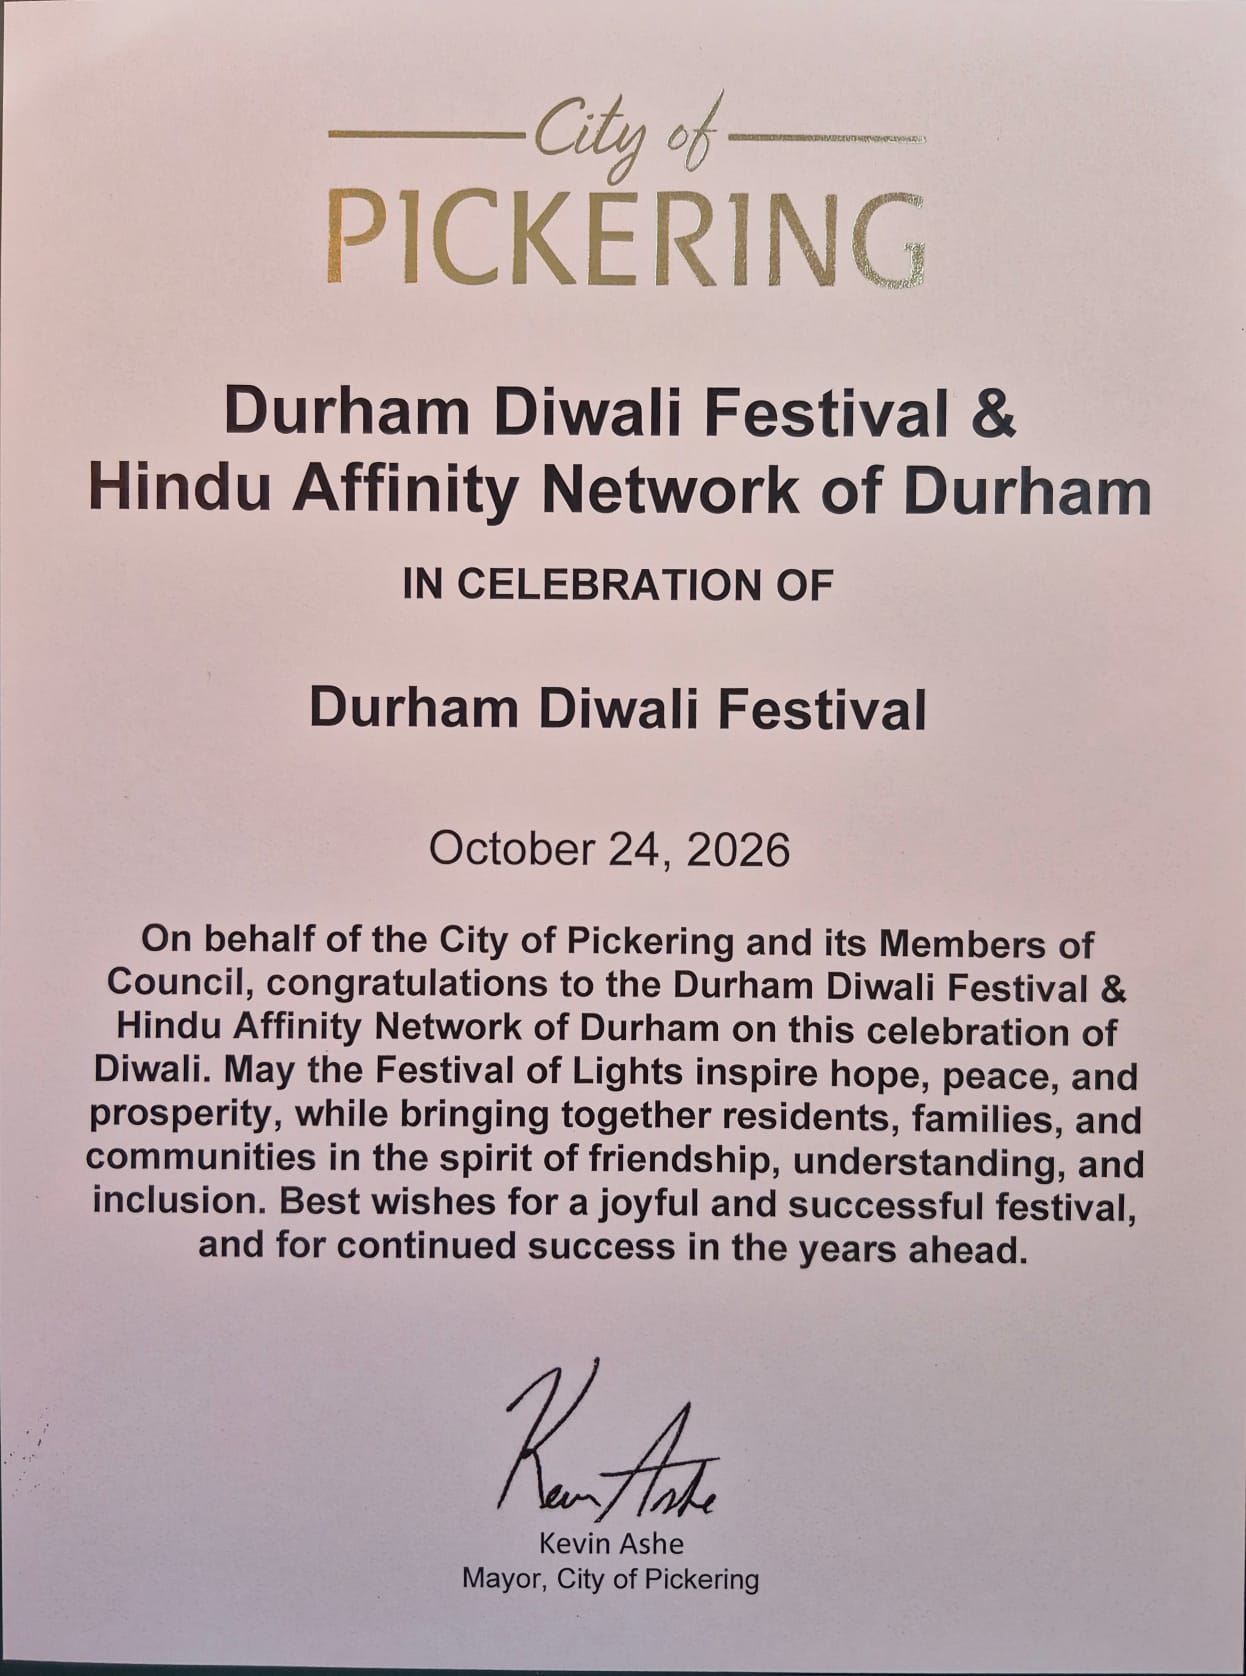 City of
PICKERING
Durham Diwali Festival &
Hindu Affinity Network of Durham
IN CELEBRATION OF
Durham Diwali Festival
October 24, 2026
On behalf of the City of Pickering and its Members of
Council, congratulations to the Durham Diwali Festival &
Hindu Affinity Network of Durham on this celebration of
Diwali. May the Festival of Lights inspire hope, peace, and
prosperity, while bringing together residents, families, and
communities in the spirit of friendship, understanding, and
inclusion. Best wishes for a joyful and successful festival,
and for continued success in the years ahead.
Kevin Ashe
Kevin Ashe
Mayor, City of Pickering